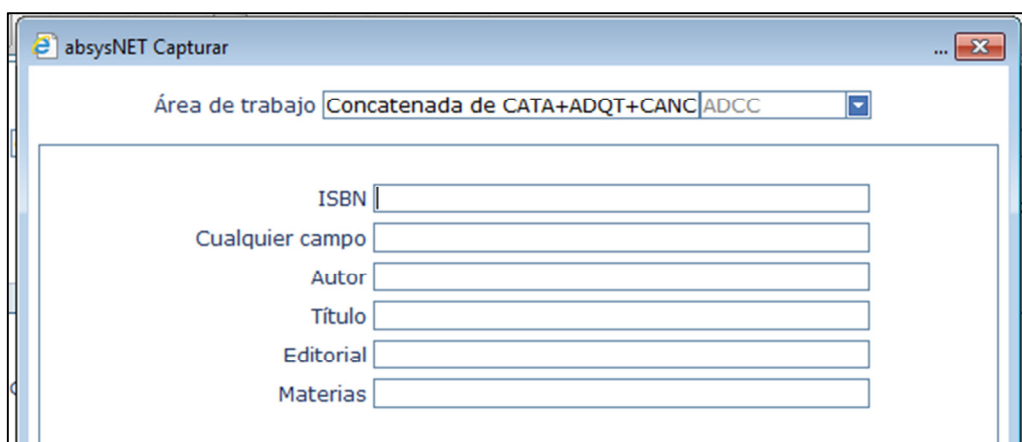 absysNET Capturar ...
Área de trabajo Concatenada de CATA+ADQT+CANC ADCC
ISBN
Cualquier campo
Autor
Título
Editorial
Materias